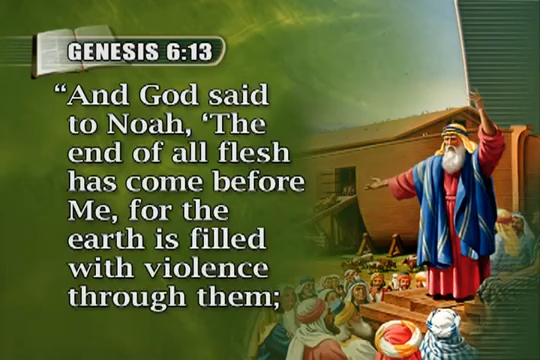 GENESIS 6:13
“And God said
to Noah, ‘The
end of all flesh
has come before
Me, for the
earth is filled
with violence
through them;